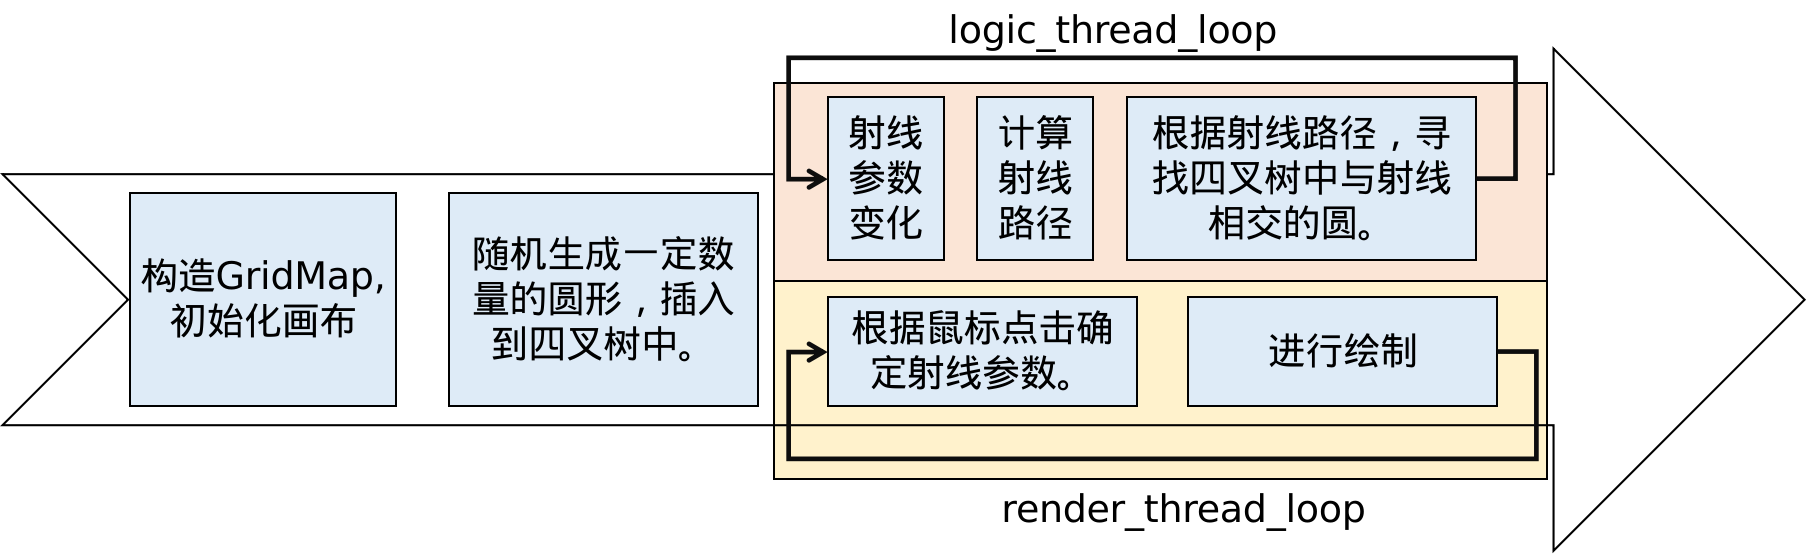 logic_thread_loop
构造GridMap,
初始化画布
随机生成一定数
量的圆形，插入
到四叉树中。
射线
参数
变化
计算
射线
路径
根据射线路径，寻
找四叉树中与射线
相交的圆。
根据鼠标点击确
定射线参数。
进行绘制
render_thread_loop